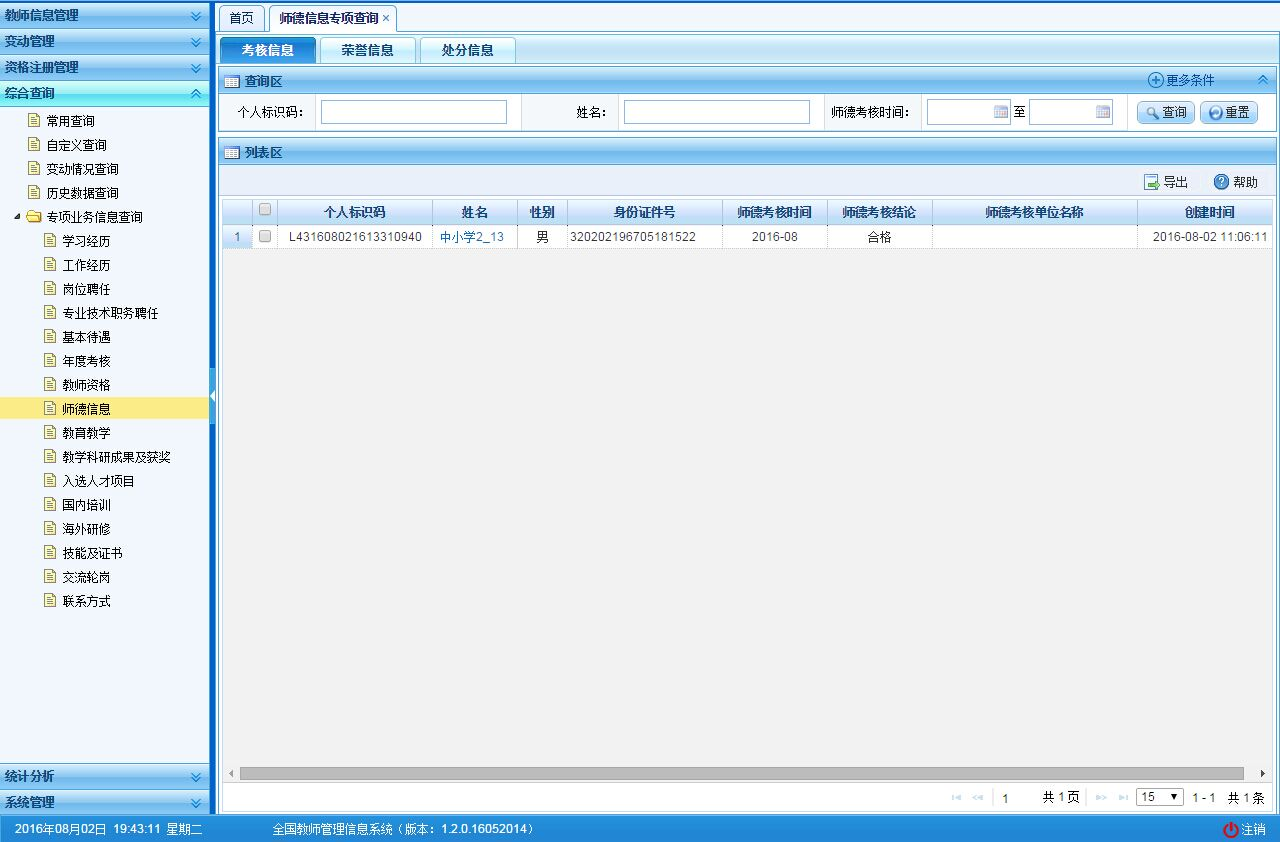 教师信息管理
变动管理
资格注册管理
综合查询
常用查询
自定义查询
变动情况查询
历史数据查询
专项业务信息查询
学习经历
工作经历
岗位聘任
专业技术职务聘任
基本待遇
年度考核
教师资格
师德信息
教育教学
教学科研成果及获奖
入选人才项目
国内培训
海外研修
技能及证书
交流轮岗
联系方式
统计分析
系统管理
首页 师德信息专项查询 ×
考核信息 荣誉信息 处分信息
查询区 更多条件
个人标识码： 姓名： 师德考核时间： 至 查询 重置
列表区
导出 帮助
个人标识码 姓名 性别 身份证件号 师德考核时间 师德考核结论 师德考核单位名称 创建时间
1 L431608021613310940 中小学2_13 男 320202196705181522 2016-08 合格 2016-08-02 11:06:11
1 共 1 页 15 1 - 1 共 1 条
2016年08月02日 19:43:11 星期二 全国教师管理信息系统（版本：1.2.0.16052014） 注销